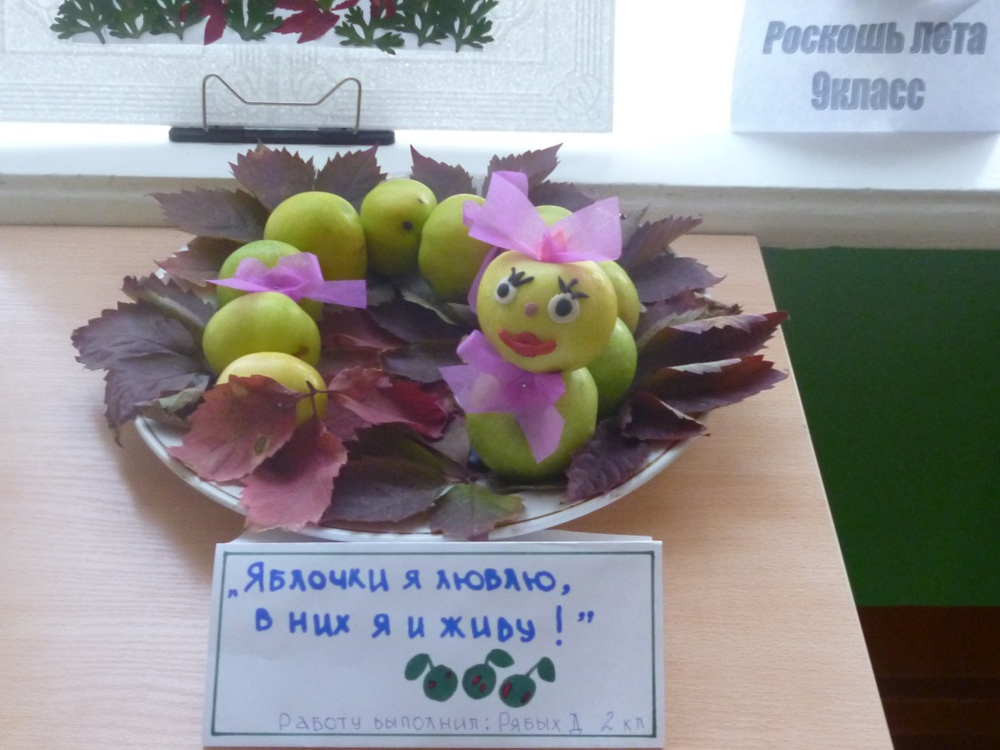 Роскошь лета
9класс
„Яблочки я люблю,
в них я и живу!”
Работу выполнил: Рябых Д 2 кл